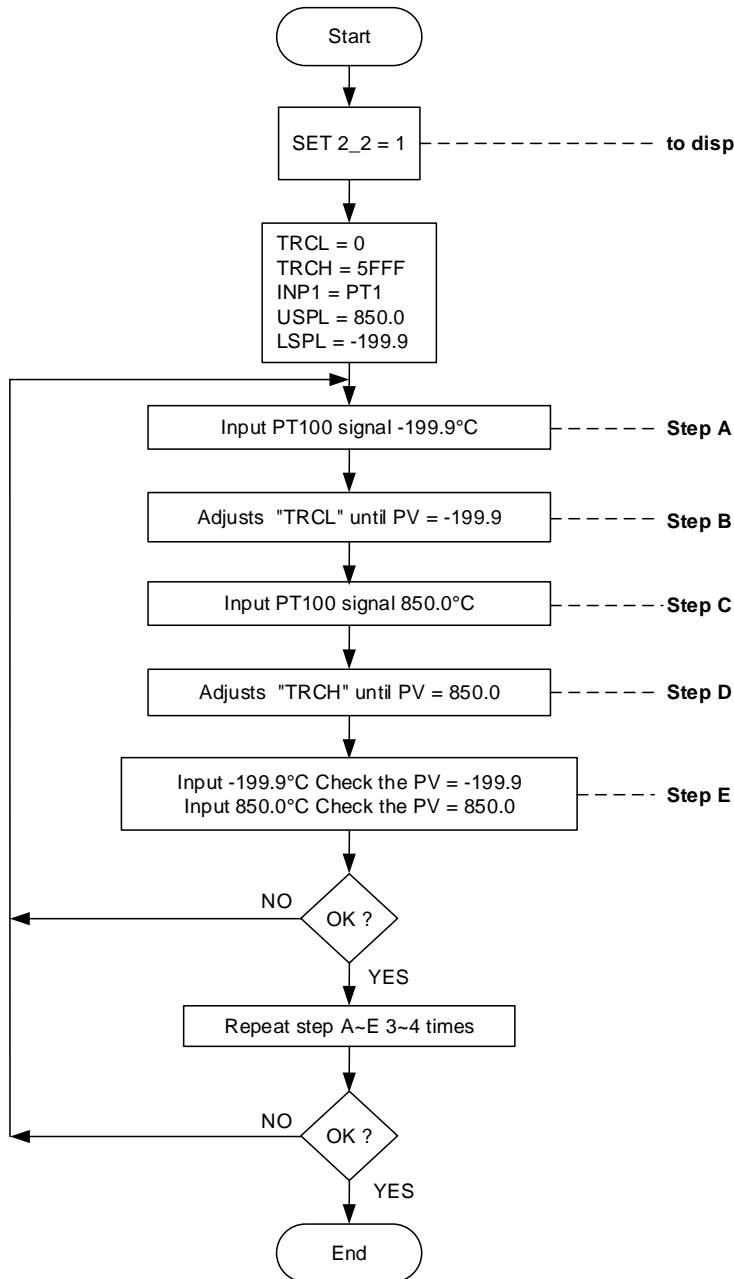 Start
SET 2_2 = 1
to disp
TRCL = 0
TRCH = 5FFF
INP1 = PT1
USPL = 850.0
LSPL = -199.9
Input PT100 signal -199.9°C
Step A
Adjusts "TRCL" until PV = -199.9
Step B
Input PT100 signal 850.0°C
Step C
Adjusts "TRCH" until PV = 850.0
Step D
Input -199.9°C Check the PV = -199.9
Input 850.0°C Check the PV = 850.0
Step E
NO
OK ?
YES
Repeat step A~E 3~4 times
NO
OK ?
YES
End